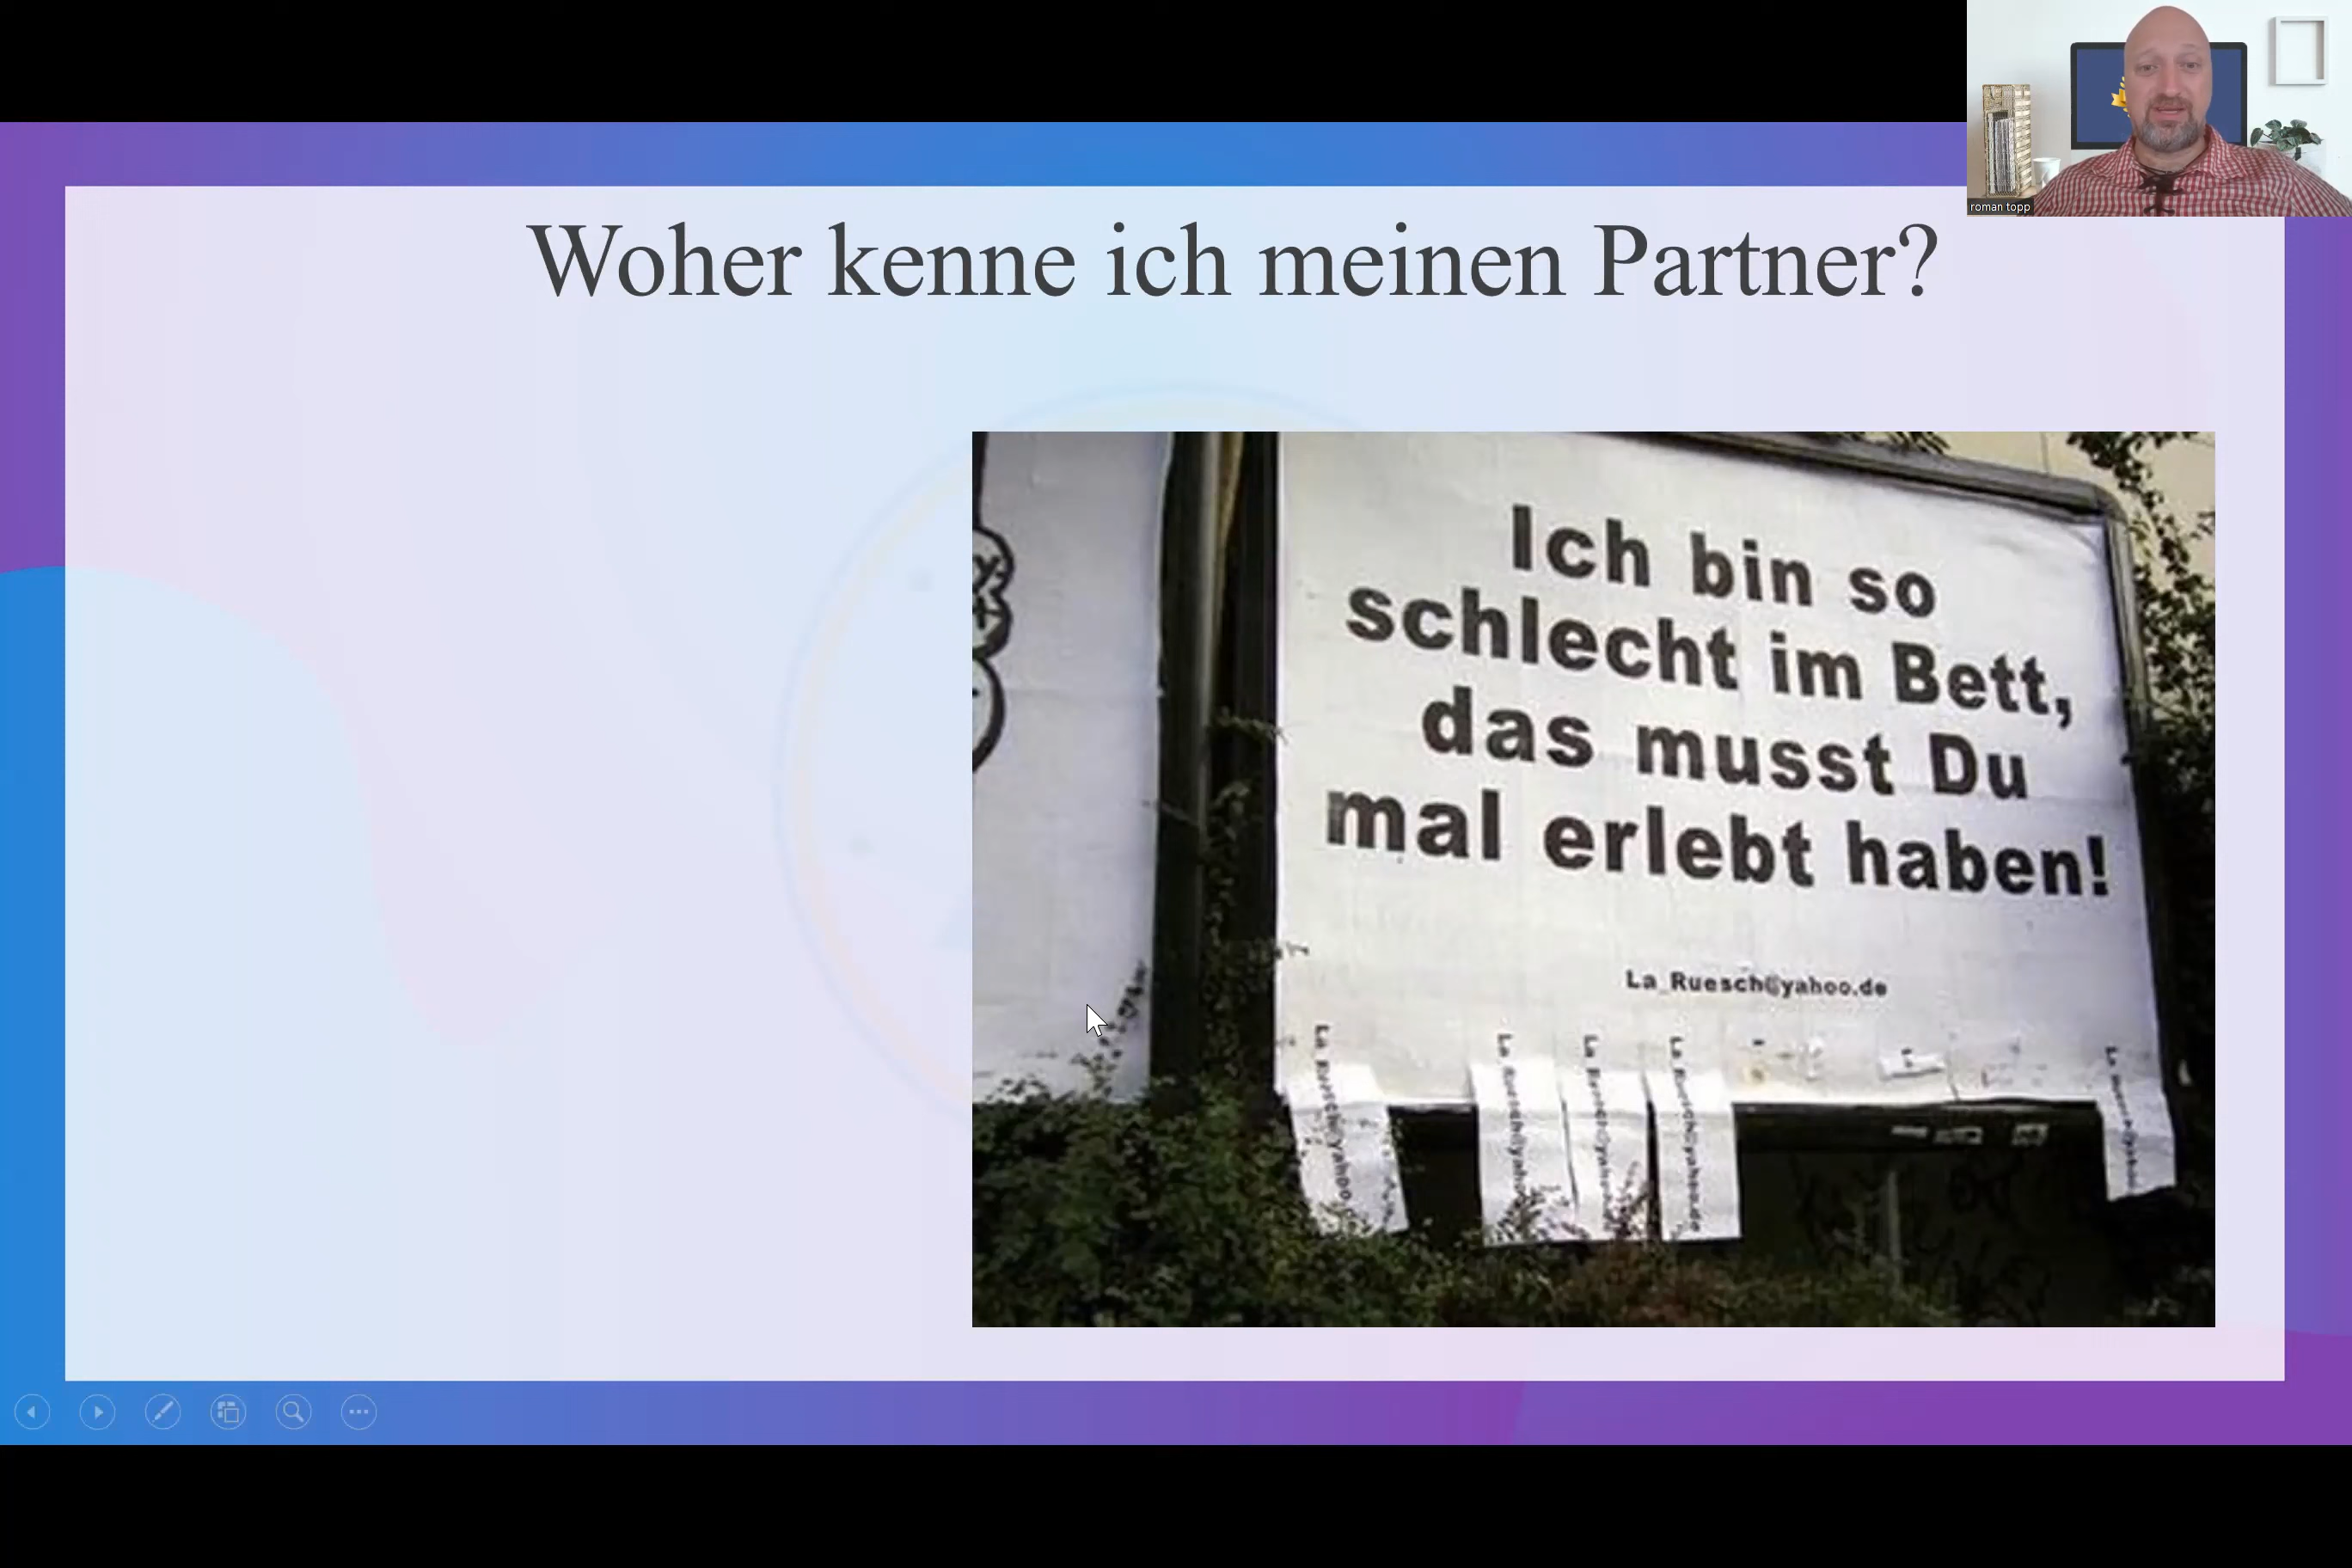 roman topp
Woher kenne ich meinen Partner?
Ich bin so
schlecht im Bett,
das musst Du
mal erlebt haben!
La_Ruesch@yahoo.de